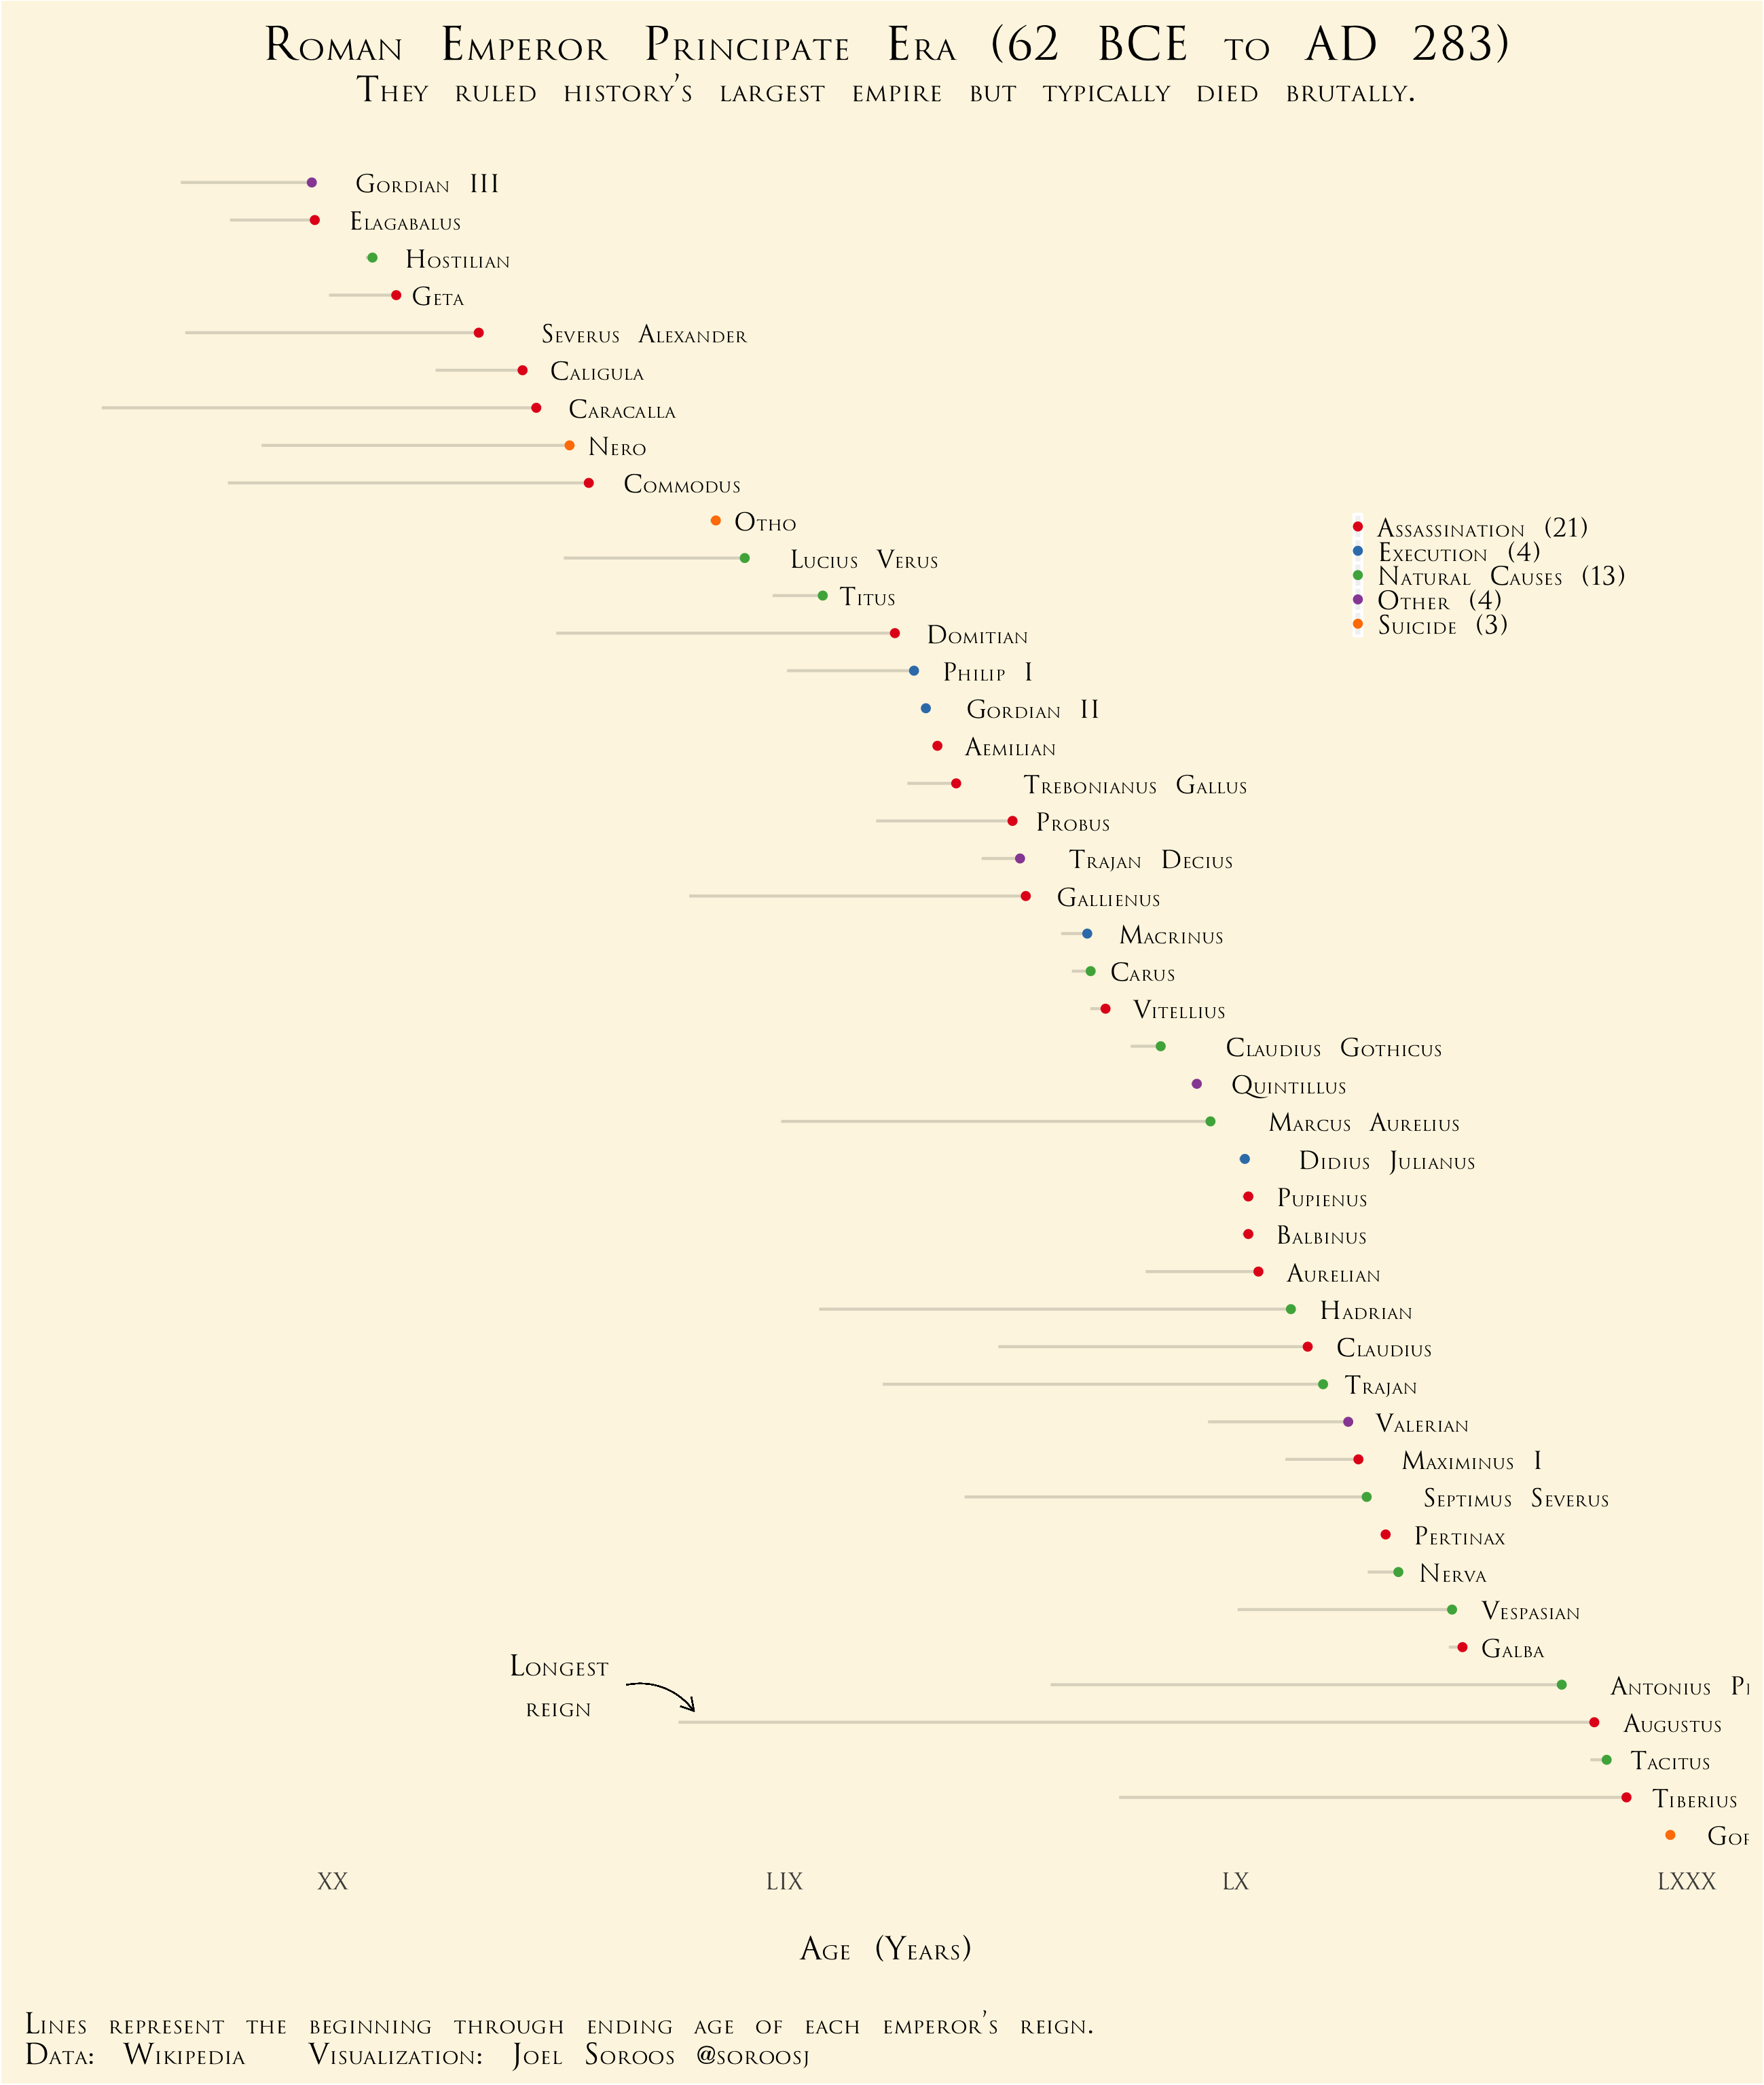 Roman Emperor Principate Era (62 BCE to AD 283)
They ruled history's largest empire but typically died brutally.
Gordian III
Elagabalus
Hostilian
Geta
Severus Alexander
Caligula
Caracalla
Nero
Commodus
Otho
Lucius Verus
Titus
Domitian
Philip I
Gordian II
Aemilian
Trebonianus Gallus
Probus
Trajan Decius
Gallienus
Macrinus
Carus
Vitellius
Claudius Gothicus
Quintillus
Marcus Aurelius
Didius Julianus
Pupienus
Balbinus
Aurelian
Hadrian
Claudius
Trajan
Valerian
Maximinus I
Septimus Severus
Pertinax
Nerva
Vespasian
Galba
Antonius
Augustus
Tacitus
Tiberius
Assassination (21)
Execution (4)
Natural Causes (13)
Other (4)
Suicide (3)
Longest
reign
XX LIX LX LXXX
Age (Years)
Lines represent the beginning through ending age of each emperor's reign.
Data: Wikipedia Visualization: Joel Soroos @soroosj